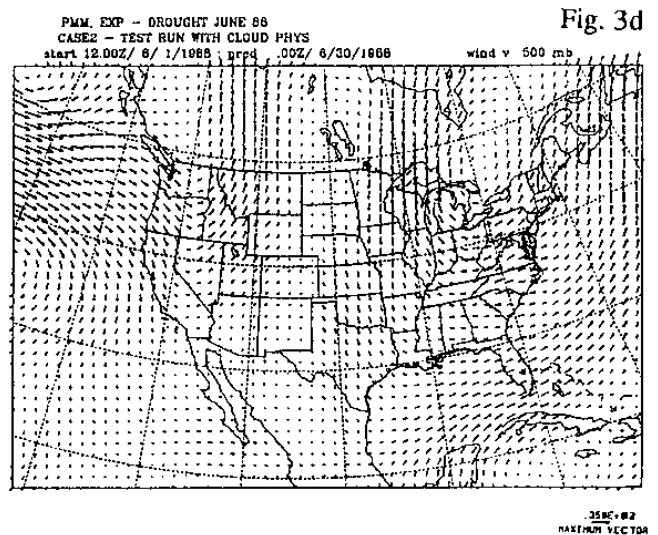 Fig. 3d
PMM. EXP - DROUGHT JUNE 88
CASE2 - TEST RUN WITH CLOUD PHYS
start 12.00Z/ 6/ 1/1988 : pred .00Z/ 6/30/1988 wind v 500 mb
MAXIMUM VECTOR